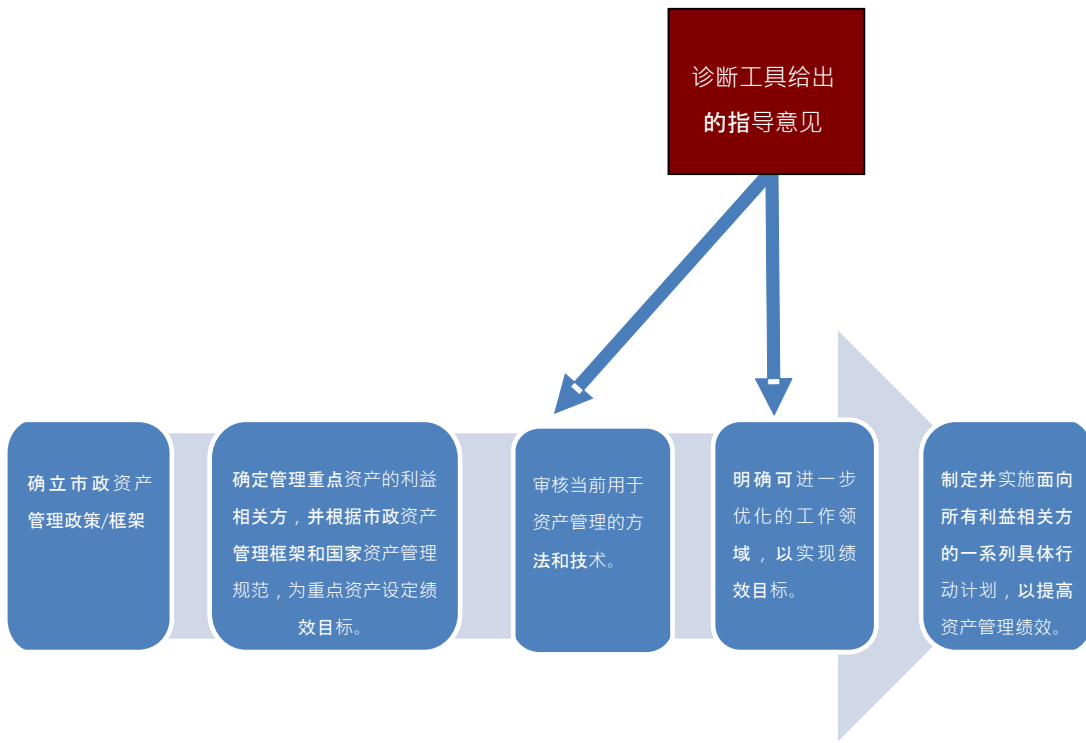 诊断工具给出
的指导意见
确立市政资产
管理政策/框架
确定管理重点资产的利益
相关方，并根据市政资产
管理框架和国家资产管理
规范，为重点资产设定绩
效目标。
审核当前用于
资产管理的方
法和技术。
明确可进一步
优化的工作领
域，以实现绩
效目标。
制定并实施面向
所有利益相关方
的一系列具体行
动计划，以提高
资产管理绩效。